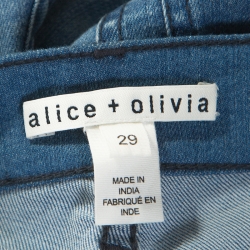 alice + olivia
29
MADE IN
INDIA
FABRIQUÉ EN
INDE